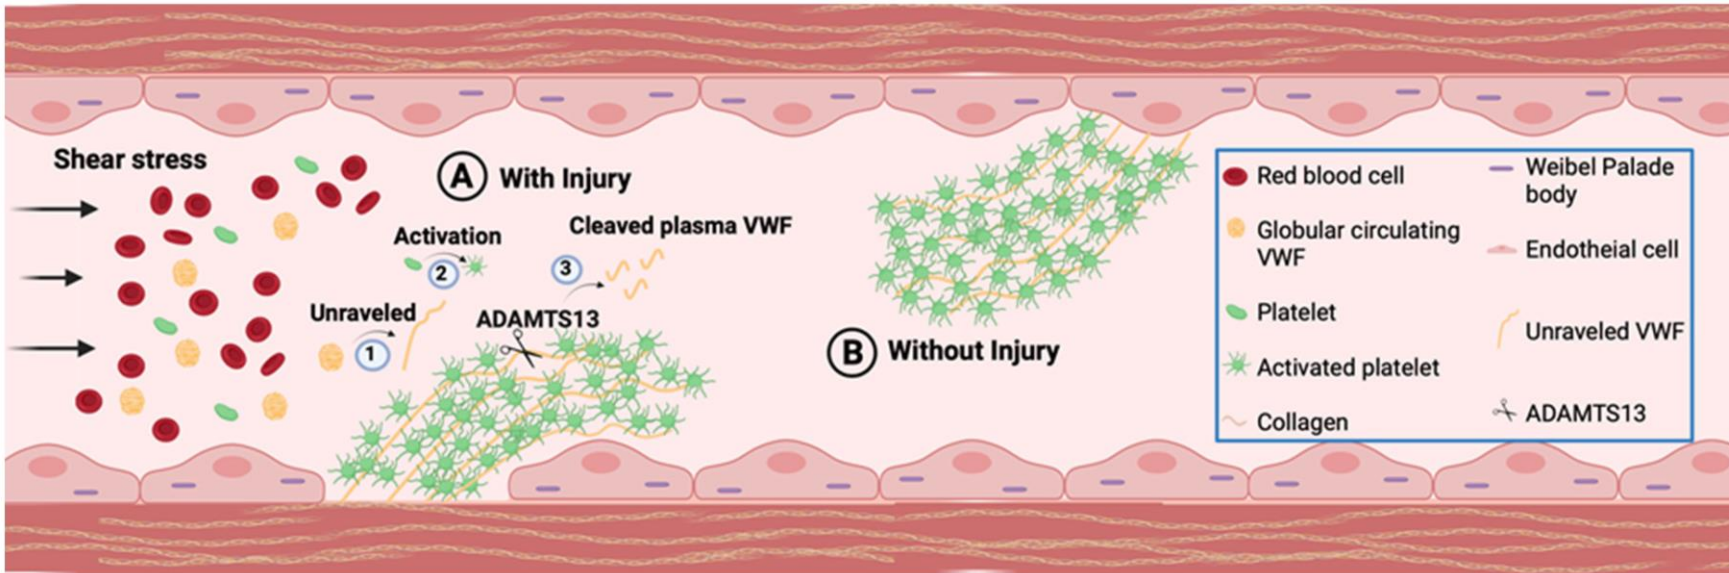 Shear stress
A With Injury
Activation
2
Cleaved plasma VWF
3
Unraveled
1
ADAMTS13
B Without Injury
Red blood cell
Globular circulating
VWF
Platelet
Activated platelet
Collagen
Weibel Palade
body
Endotheial cell
Unraveled VWF
ADAMTS13